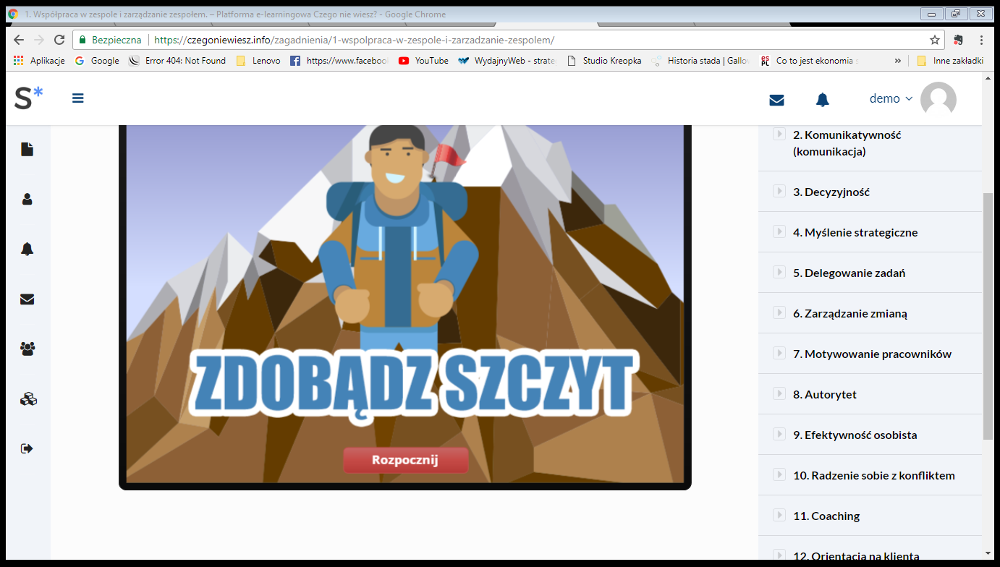 1. Współpraca w zespole i zarządzanie zespołem. – Platforma e-learningowa Czego nie wiesz? - Google Chrome
Bezpieczna https://czegoniewiesz.info/zagadnienia/1-wspolpraca-w-zespole-i-zarzadzanie-zespolem/
Aplikacje Google Error 404: Not Found Lenovo https://www.faceboo YouTube WydajnyWeb - strate Studio Kreopka Historia stada | Gallo es PL Co to jest ekonomia s » Inne zakładki
S* demo
2. Komunikatywność
(komunikacja)
3. Decyzyjność
4. Myślenie strategiczne
5. Delegowanie zadań
6. Zarządzanie zmianą
7. Motywowanie pracowników
8. Autorytet
9. Efektywność osobista
10. Radzenie sobie z konfliktem
11. Coaching
12. Orientacja na klienta
ZDOBĄDZ SZCZYT
Rozpocznij